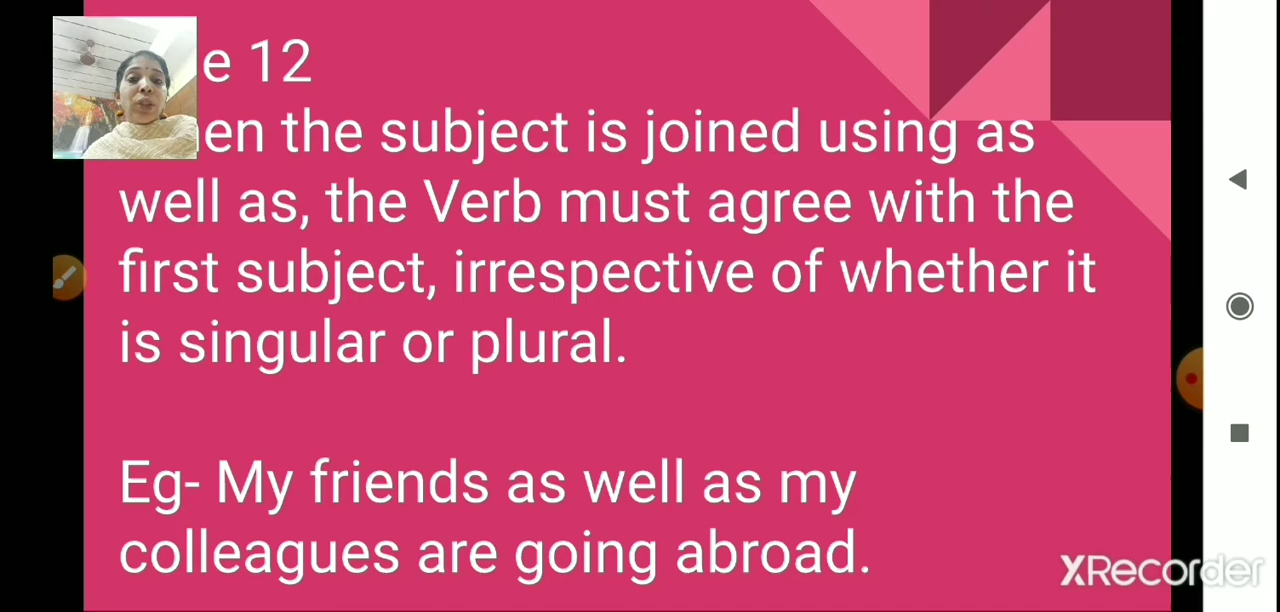 e 12
en the subject is joined using as
well as, the Verb must agree with the
first subject, irrespective of whether it
is singular or plural.
Eg- My friends as well as my
colleagues are going abroad.
XRecorder